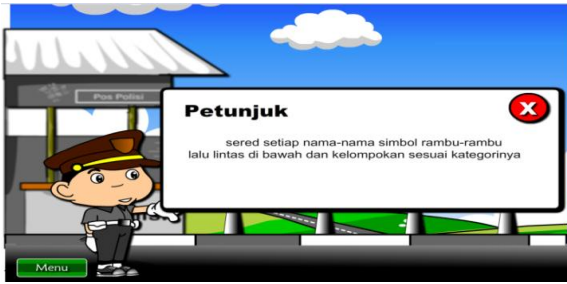 Pos Polisi
Petunjuk
X
sered setiap nama-nama simbol rambu-rambu
lalu lintas di bawah dan kelompokan sesuai kategorinya
Menu